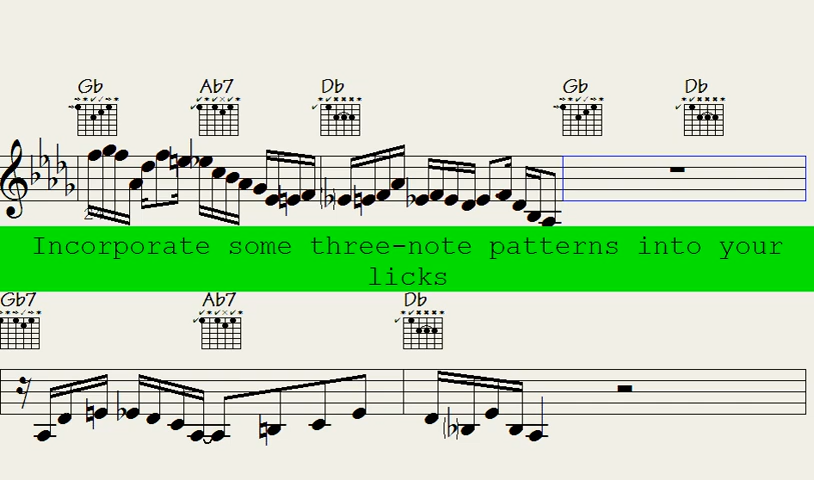 Gb Ab7 Db Gb Db
Incorporate some three-note patterns into your
licks
Gb7 Ab7 Db